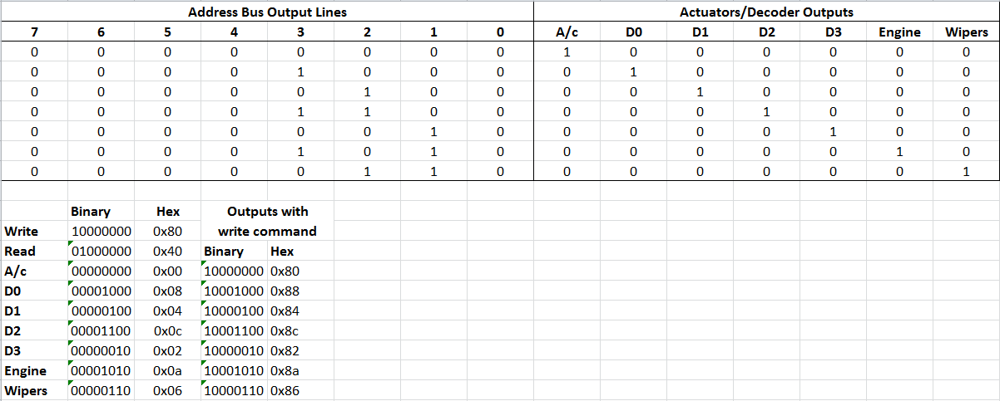 Address Bus Output Lines Actuators/Decoder Outputs
7 6 5 4 3 2 1 0 A/c D0 D1 D2 D3 Engine Wipers
0 0 0 0 0 0 0 0 1 0 0 0 0 0 0
0 0 0 0 1 0 0 0 0 1 0 0 0 0 0
0 0 0 0 0 1 0 0 0 0 1 0 0 0 0
0 0 0 0 1 1 0 0 0 0 0 1 0 0 0
0 0 0 0 0 0 1 0 0 0 0 0 1 0 0
0 0 0 0 1 0 1 0 0 0 0 0 0 1 0
0 0 0 0 0 1 1 0 0 0 0 0 0 0 1
Binary Hex Outputs with
Write 10000000 0x80 write command
Read 01000000 0x40 Binary Hex
A/c 00000000 0x00 10000000 0x80
D0 00001000 0x08 10001000 0x88
D1 00000100 0x04 10000100 0x84
D2 00001100 0x0c 10001100 0x8c
D3 00000010 0x02 10000010 0x82
Engine 00001010 0x0a 10001010 0x8a
Wipers 00000110 0x06 10000110 0x86